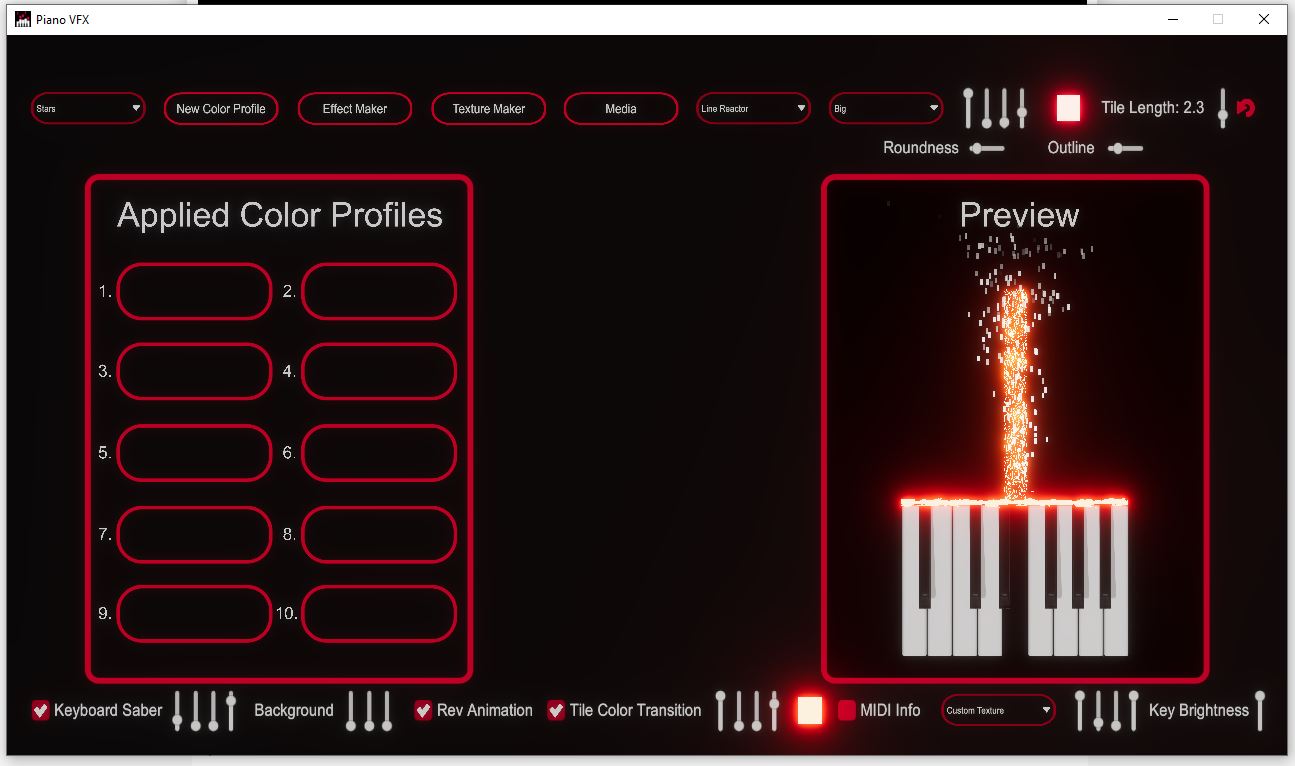 Piano VFX
Stars New Color Profile Effect Maker Texture Maker Media Line Reactor Big Tile Length: 2.3
Roundness Outline
Applied Color Profiles
1. 2.
3. 4.
5. 6.
7. 8.
9. 10.
Preview
Keyboard Saber Background Rev Animation Tile Color Transition MIDI Info Custom Texture Key Brightness